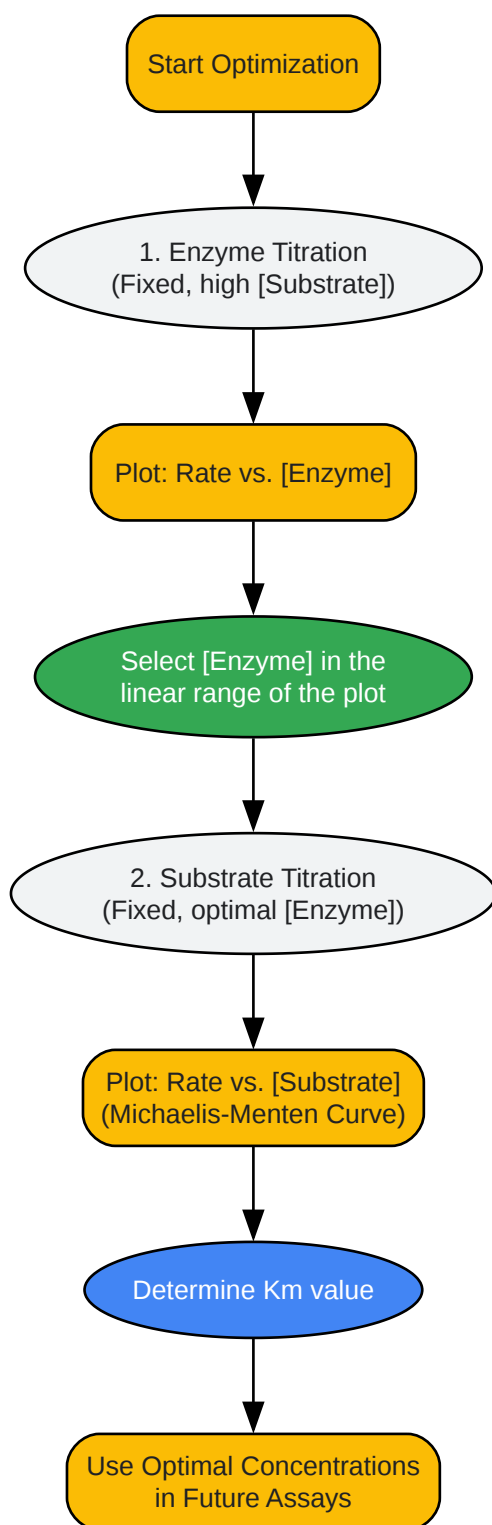 Start Optimization
1. Enzyme Titration
(Fixed, high [Substrate])
Plot: Rate vs. [Enzyme]
Select [Enzyme] in the
linear range of the plot
2. Substrate Titration
(Fixed, optimal [Enzyme])
Plot: Rate vs. [Substrate]
(Michaelis-Menten Curve)
Determine Km value
Use Optimal Concentrations
in Future Assays